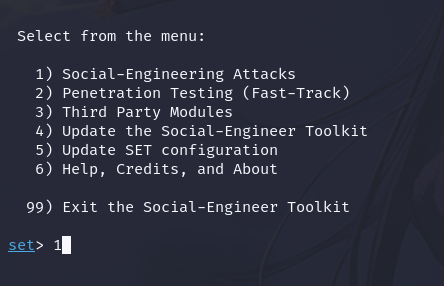 Select from the menu:
1) Social-Engineering Attacks
2) Penetration Testing (Fast-Track)
3) Third Party Modules
4) Update the Social-Engineer Toolkit
5) Update SET configuration
6) Help, Credits, and About
99) Exit the Social-Engineer Toolkit
set> 1